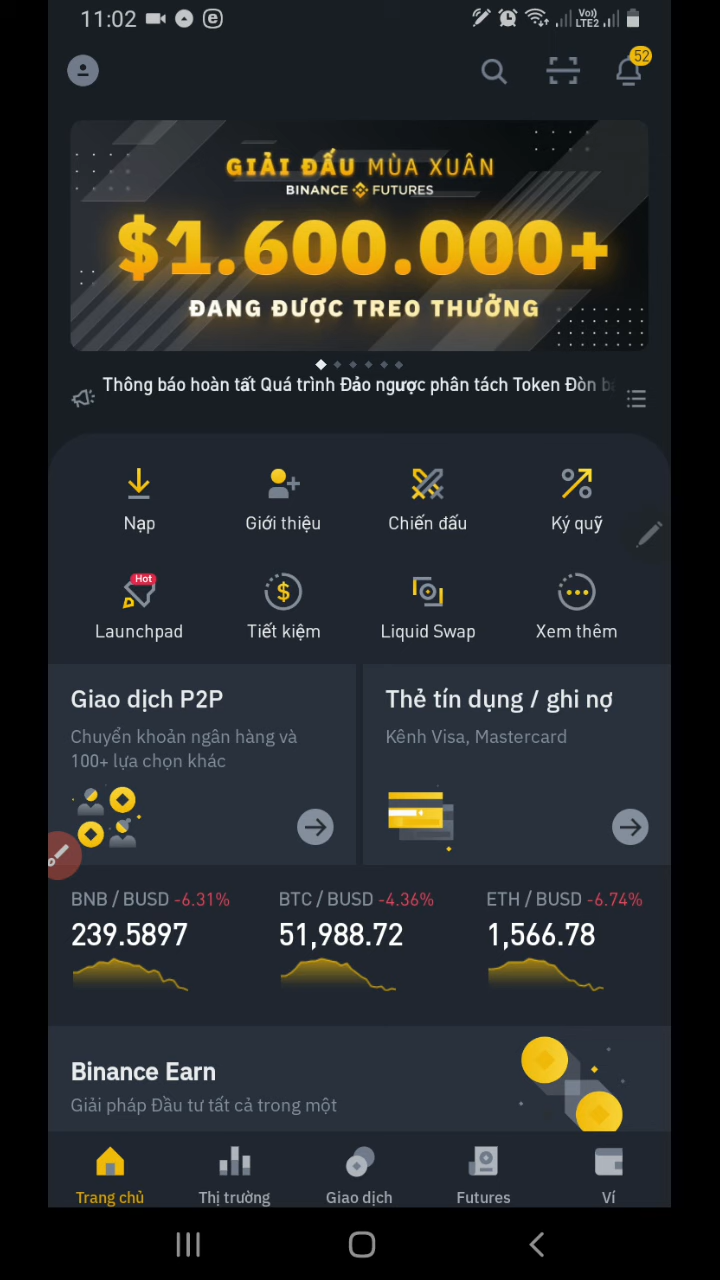 11:02
Vo))
LTE2
52
GIẢI ĐẤU MÙA XUÂN
BINANCE FUTURES
$1.600.000+
ĐANG ĐƯỢC TREO THƯỞNG
Thông báo hoàn tất Quá trình Đảo ngược phân tách Token Đòn
Nạp
Giới thiệu
Chiến đấu
Ký quỹ
Hot
Launchpad
Tiết kiệm
Liquid Swap
Xem thêm
Giao dịch P2P
Chuyển khoản ngân hàng và
100+ lựa chọn khác
Thẻ tín dụng / ghi nợ
Kênh Visa, Mastercard
BNB / BUSD -6.31%
239.5897
BTC / BUSD -4.36%
51,988.72
ETH / BUSD -6.74%
1,566.78
Binance Earn
Giải pháp Đầu tư tất cả trong một
Trang chủ
Thị trường
Giao dịch
Futures
Ví